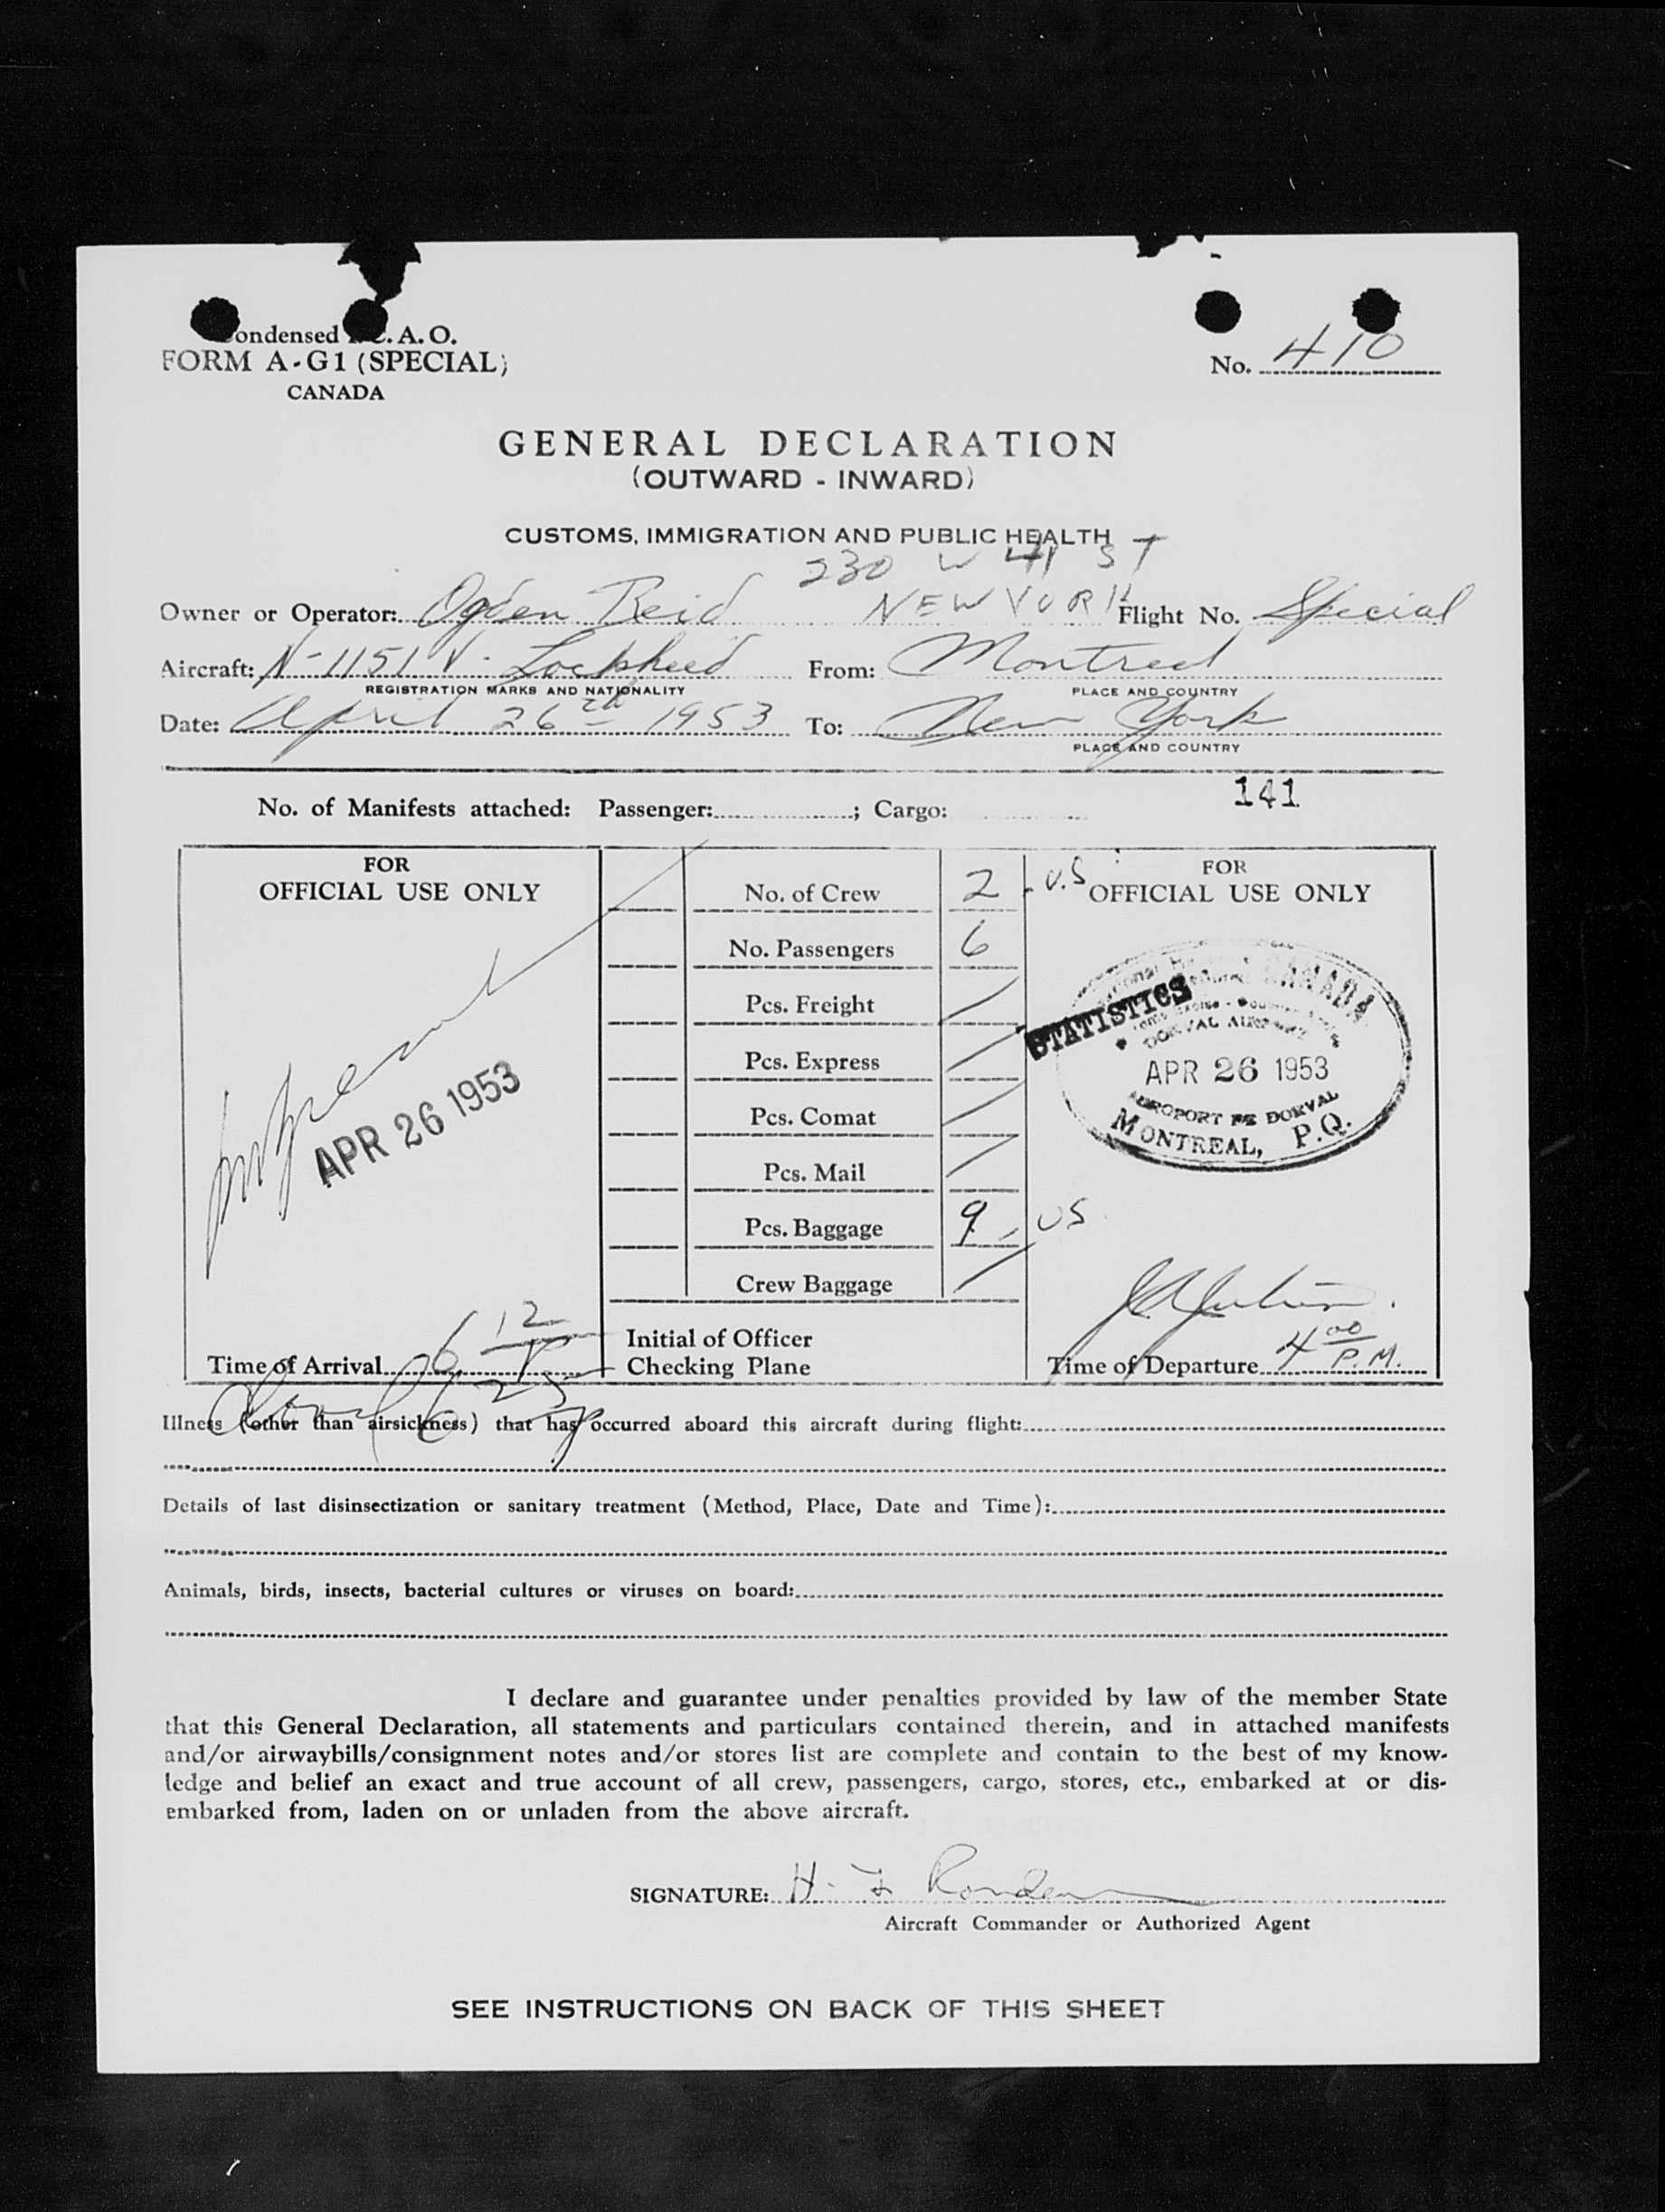 ondensed C. A. O.
FORM A-G1 (SPECIAL)
CANADA
No. 410
GENERAL DECLARATION
(OUTWARD - INWARD)
CUSTOMS, IMMIGRATION AND PUBLIC HEALTH
230 W 41 ST
Owner or Operator: Ogden Reid NEW YORK Flight No. Special
Aircraft: N-1151V - Lockheed From: Montreal
REGISTRATION MARKS AND NATIONALITY PLACE AND COUNTRY
Date: April 26th 1953 To: New York
PLACE AND COUNTRY
141
No. of Manifests attached: Passenger: ; Cargo:
FOR
OFFICIAL USE ONLY
APR 26 1953
Time of Arrival 6 12
No. of Crew 2 - U.S
No. Passengers 6
Pcs. Freight
Pcs. Express
Pcs. Comat
Pcs. Mail
Pcs. Baggage 9 - US
Crew Baggage
Initial of Officer
Checking Plane
FOR
OFFICIAL USE ONLY
CANADA
STATISTICS
DORVAL AIRPORT
APR 26 1953
AEROPORT DE DORVAL
MONTREAL, P.Q.
Time of Departure 4 00 P.M.
Illness (other than airsickness) that has occurred aboard this aircraft during flight:
Details of last disinsectization or sanitary treatment (Method, Place, Date and Time):
Animals, birds, insects, bacterial cultures or viruses on board:
I declare and guarantee under penalties provided by law of the member State
that this General Declaration, all statements and particulars contained therein, and in attached manifests
and/or airwaybills/consignment notes and/or stores list are complete and contain to the best of my know-
ledge and belief an exact and true account of all crew, passengers, cargo, stores, etc., embarked at or dis-
embarked from, laden on or unladen from the above aircraft.
SIGNATURE: H.
Aircraft Commander or Authorized Agent
SEE INSTRUCTIONS ON BACK OF THIS SHEET